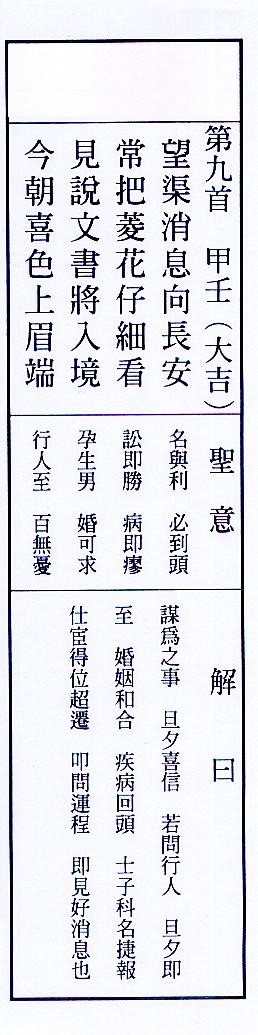 第九首　甲壬（大吉）
望渠消息向長安
常把菱花仔細看
見說文書將入境
今朝喜色上眉端
聖意
名與利　必到頭
訟即勝　病即瘳
孕生男　婚可求
行人至　百無憂
解曰
謀為之事　旦夕喜信　若問行人　旦夕即
至　婚姻和合　疾病回頭　士子科名捷報
仕宦得位超遷　叩問運程　即見好消息也